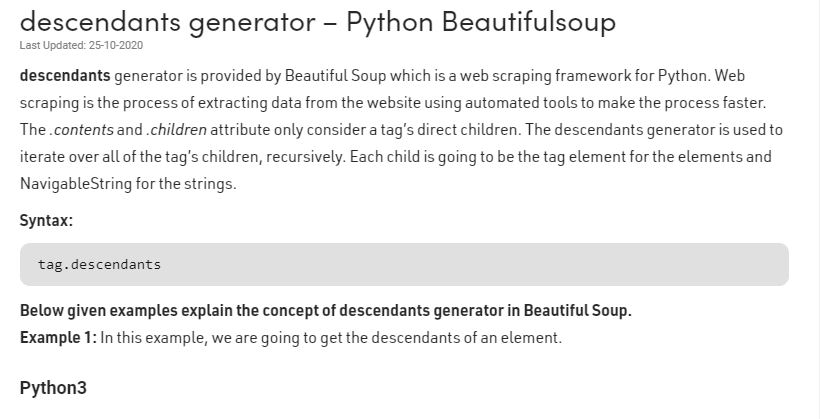 descendants generator – Python Beautifulsoup
Last Updated: 25-10-2020
descendants generator is provided by Beautiful Soup which is a web scraping framework for Python. Web
scraping is the process of extracting data from the website using automated tools to make the process faster.
The .contents and .children attribute only consider a tag's direct children. The descendants generator is used to
iterate over all of the tag's children, recursively. Each child is going to be the tag element for the elements and
NavigableString for the strings.
Syntax:
tag.descendants
Below given examples explain the concept of descendants generator in Beautiful Soup.
Example 1: In this example, we are going to get the descendants of an element.
Python3